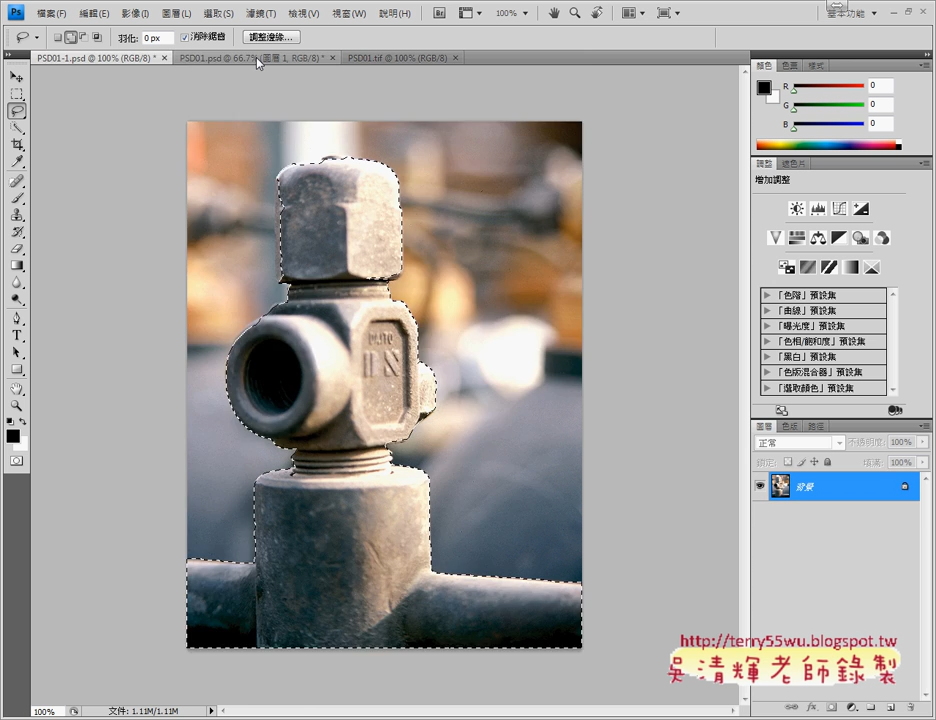 Ps 檔案(F) 編輯(E) 影像(I) 圖層(L) 選取(S) 濾鏡(T) 檢視(V) 視窗(W) 說明(H) Br 100% 基本功能
羽化: 0 px 消除鋸齒 調整邊緣...
PSD01-1.psd @ 100% (RGB/8) * × PSD01.psd @ 66.7% (圖層 1, RGB/8) * × PSD01.tif @ 100% (RGB/8) ×
顏色 色票 樣式
R 0
G 0
B 0
調整 遮色片
增加調整
「色階」預設集
「曲線」預設集
「曝光度」預設集
「色相/飽和度」預設集
「黑白」預設集
「色版混合器」預設集
「選取顏色」預設集
圖層 色版 路徑
正常 不透明度: 100%
鎖定: 填滿: 100%
背景
http://terry55wu.blogspot.tw
吳清輝老師錄製
100% 文件: 1.11M/1.11M